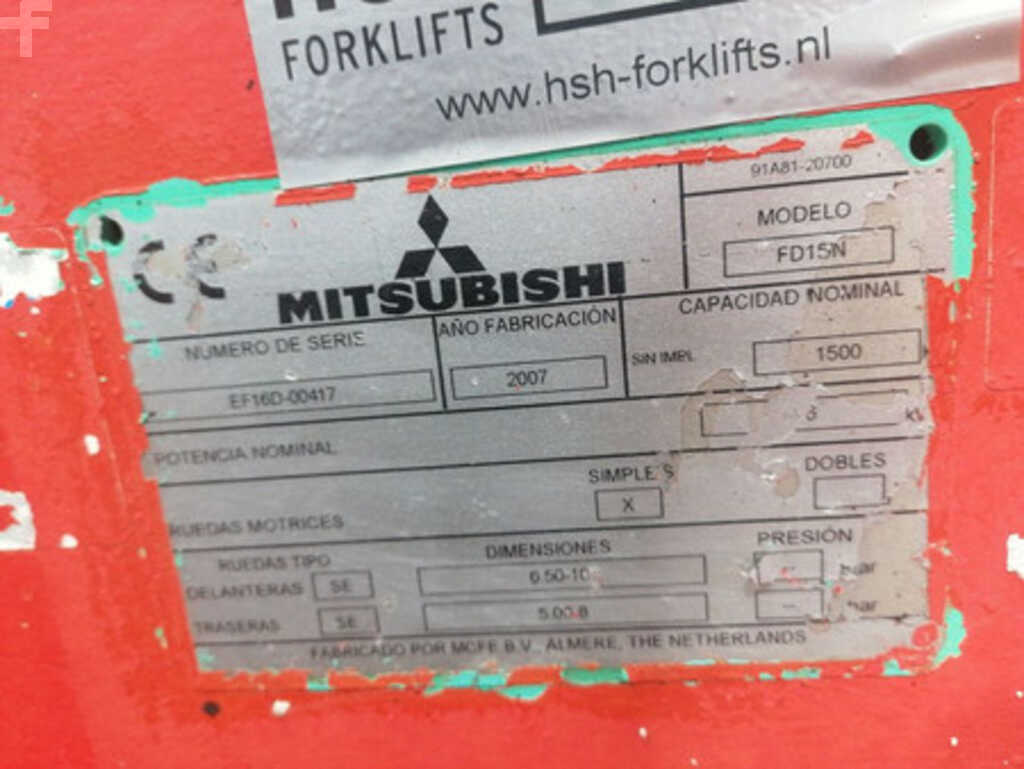 FORKLIFTS
www.hsh-forklifts.nl
91A81-20700
CE
MODELO
FD15N
MITSUBISHI
NUMERO DE SERIE
EF16D-00417
AÑO FABRICACIÓN
2007
CAPACIDAD NOMINAL
SIN IMPL
1500
POTENCIA NOMINAL
RUEDAS MOTRICES
SIMPLES
X
DOBLES
RUEDAS TIPO
DIMENSIONES
PRESIÓN
DELANTERAS SE 6.50-10 bar
TRASERAS SE 5.00-8 bar
FABRICADO POR MCFE B.V., ALMERE, THE NETHERLANDS